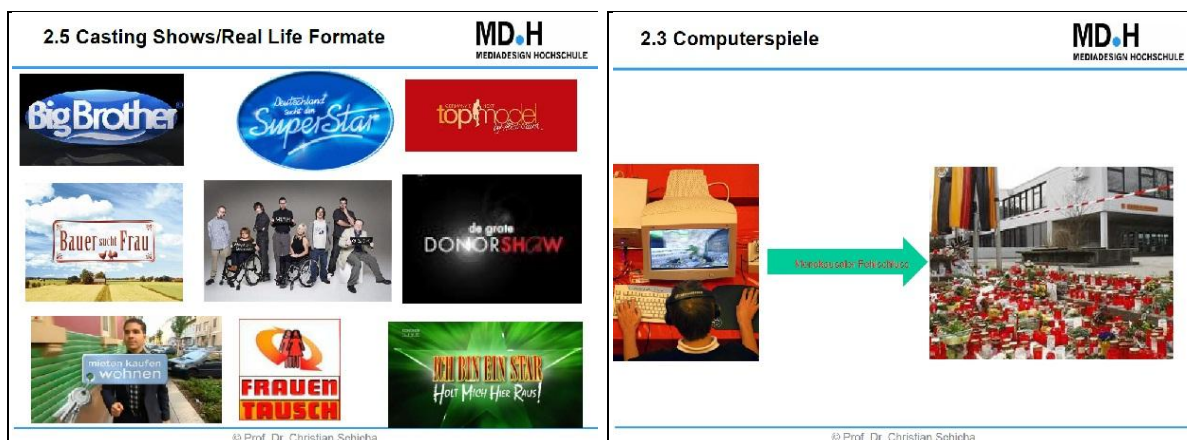 2.5 Casting Shows/Real Life Formate
MD.H
MEDIADESIGN HOCHSCHULE
Big Brother
Deutschland
sucht den
SuperStar
topmodel
Bauer sucht Frau
de grote
DONORSHOW
mieten kaufen
wohnen
FRAUEN
TAUSCH
ICH BIN EIN STAR
HOLT MICH HIER RAUS!
© Prof. Dr. Christian Schicha
2.3 Computerspiele
MD.H
MEDIADESIGN HOCHSCHULE
Monokausaler Fehlschluss
© Prof. Dr. Christian Schicha